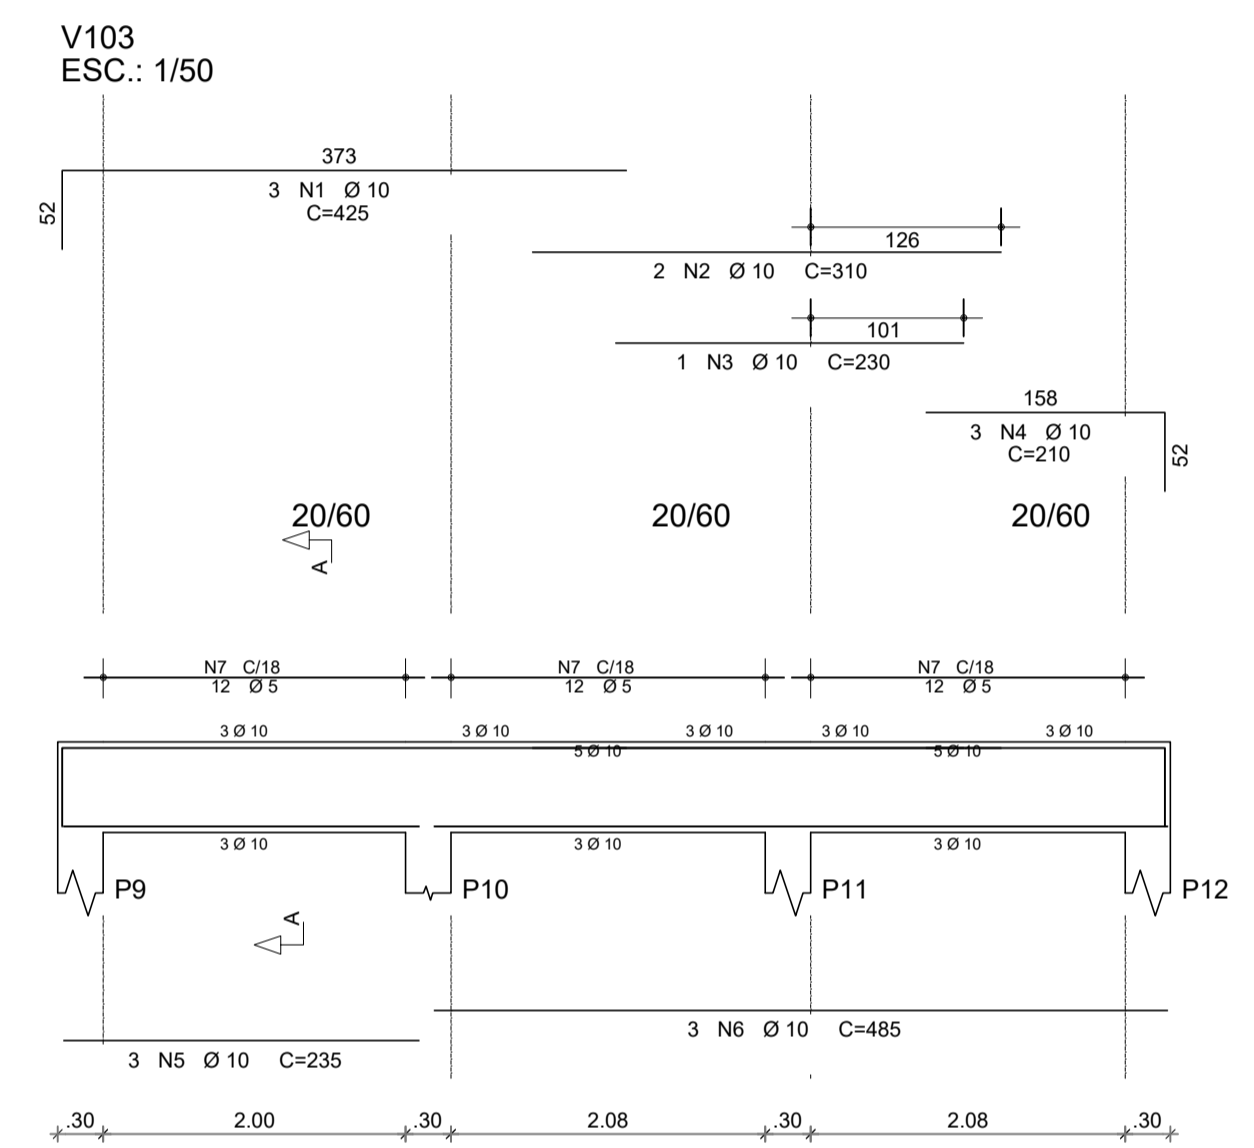 V103
ESC.: 1/50
373
3 N1 Ø 10
C=425
52
126
2 N2 Ø 10 C=310
101
1 N3 Ø 10 C=230
158
3 N4 Ø 10
C=210
52
20/60 20/60 20/60
A
N7 C/18 N7 C/18 N7 C/18
12 Ø 5 12 Ø 5 12 Ø 5
3 Ø 10 3 Ø 10 3 Ø 10 3 Ø 10 3 Ø 10
5 Ø 10 5 Ø 10
3 Ø 10 3 Ø 10 3 Ø 10
P9 P10 P11 P12
A
3 N6 Ø 10 C=485
3 N5 Ø 10 C=235
.30 2.00 .30 2.08 .30 2.08 .30